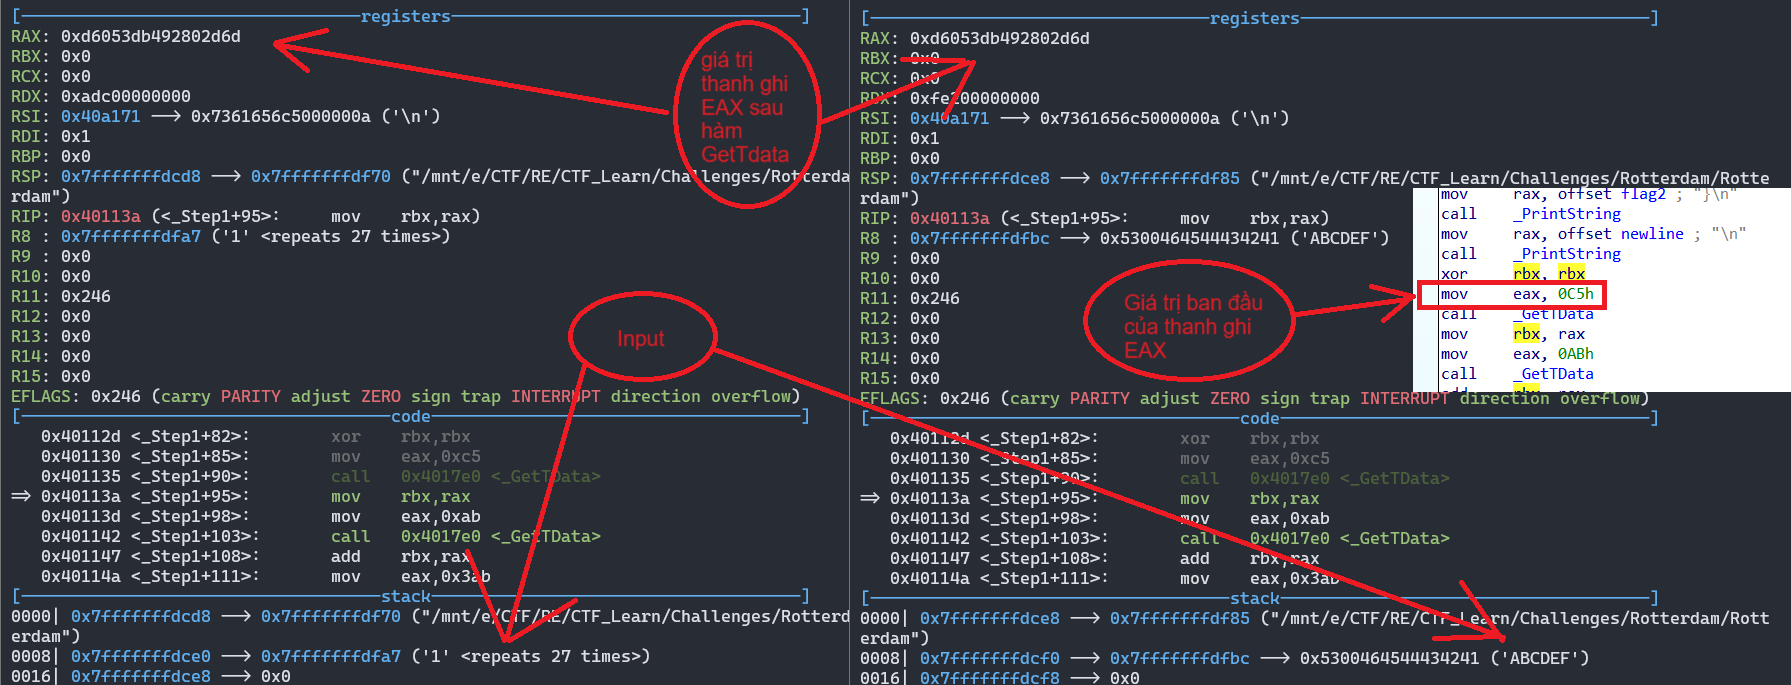 [────registers────]
RAX: 0xd6053db492802d6d
RBX: 0x0
RCX: 0x0
RDX: 0xadc00000000
RSI: 0x40a171 ──> 0x7361656c5000000a ('\n')
RDI: 0x1
RBP: 0x0
RSP: 0x7fffffffdcd8 ──> 0x7fffffffdf70 ("/mnt/e/CTF/RE/CTF_Learn/Challenges/Rotterda
rdam")
RIP: 0x40113a (<_Step1+95>: mov rbx,rax)
R8 : 0x7fffffffdfa7 ('1' <repeats 27 times>)
R9 : 0x0
R10: 0x0
R11: 0x246
R12: 0x0
R13: 0x0
R14: 0x0
R15: 0x0
EFLAGS: 0x246 (carry PARITY adjust ZERO sign trap INTERRUPT direction overflow)
[────code────]
0x40112d <_Step1+82>: xor rbx,rbx
0x401130 <_Step1+85>: mov eax,0xc5
0x401135 <_Step1+90>: call 0x4017e0 <_GetTData>
=> 0x40113a <_Step1+95>: mov rbx,rax
0x40113d <_Step1+98>: mov eax,0xab
0x401142 <_Step1+103>: call 0x4017e0 <_GetTData>
0x401147 <_Step1+108>: add rbx,rax
0x40114a <_Step1+111>: mov eax,0x3ab
[────stack────]
0000| 0x7fffffffdcd8 ──> 0x7fffffffdf70 ("/mnt/e/CTF/RE/CTF_Learn/Challenges/Rotterd
erdam")
0008| 0x7fffffffdce0 ──> 0x7fffffffdfa7 ('1' <repeats 27 times>)
0016| 0x7fffffffdce8 ──> 0x0
giá trị
thanh ghi
EAX sau
hàm
GetTdata
Input
[────registers────]
RAX: 0xd6053db492802d6d
RBX: 0x0
RCX: 0x0
RDX: 0xfe200000000
RSI: 0x40a171 ──> 0x7361656c5000000a ('\n')
RDI: 0x1
RBP: 0x0
RSP: 0x7fffffffdce8 ──> 0x7fffffffdf85 ("/mnt/e/CTF/RE/CTF_Learn/Challenges/Rotterdam/Rotte
rdam")
RIP: 0x40113a (<_Step1+95>: mov rbx,rax)
R8 : 0x7fffffffdfbc ──> 0x5300464544434241 ('ABCDEF')
R9 : 0x0
R10: 0x0
R11: 0x246
R12: 0x0
R13: 0x0
R14: 0x0
R15: 0x0
EFLAGS: 0x246 (carry PARITY adjust ZERO sign trap INTERRUPT direction overflow)
[────code────]
0x40112d <_Step1+82>: xor rbx,rbx
0x401130 <_Step1+85>: mov eax,0xc5
0x401135 <_Step1+90>: call 0x4017e0 <_GetTData>
=> 0x40113a <_Step1+95>: mov rbx,rax
0x40113d <_Step1+98>: mov eax,0xab
0x401142 <_Step1+103>: call 0x4017e0 <_GetTData>
0x401147 <_Step1+108>: add rbx,rax
0x40114a <_Step1+111>: mov eax,0x3ab
[────stack────]
0000| 0x7fffffffdce8 ──> 0x7fffffffdf85 ("/mnt/e/CTF/RE/CTF_Learn/Challenges/Rotterdam/Rott
erdam")
0008| 0x7fffffffdcf0 ──> 0x7fffffffdfbc ──> 0x5300464544434241 ('ABCDEF')
0016| 0x7fffffffdcf8 ──> 0x0
Giá trị ban đầu
của thanh ghi
EAX
mov rax, offset flag2 ; "}\n"
call _PrintString
mov rax, offset newline ; "\n"
call _PrintString
xor rbx, rbx
mov eax, 0C5h
call _GetTData
mov rbx, rax
mov eax, 0ABh
call _GetTData
add rbx, rax